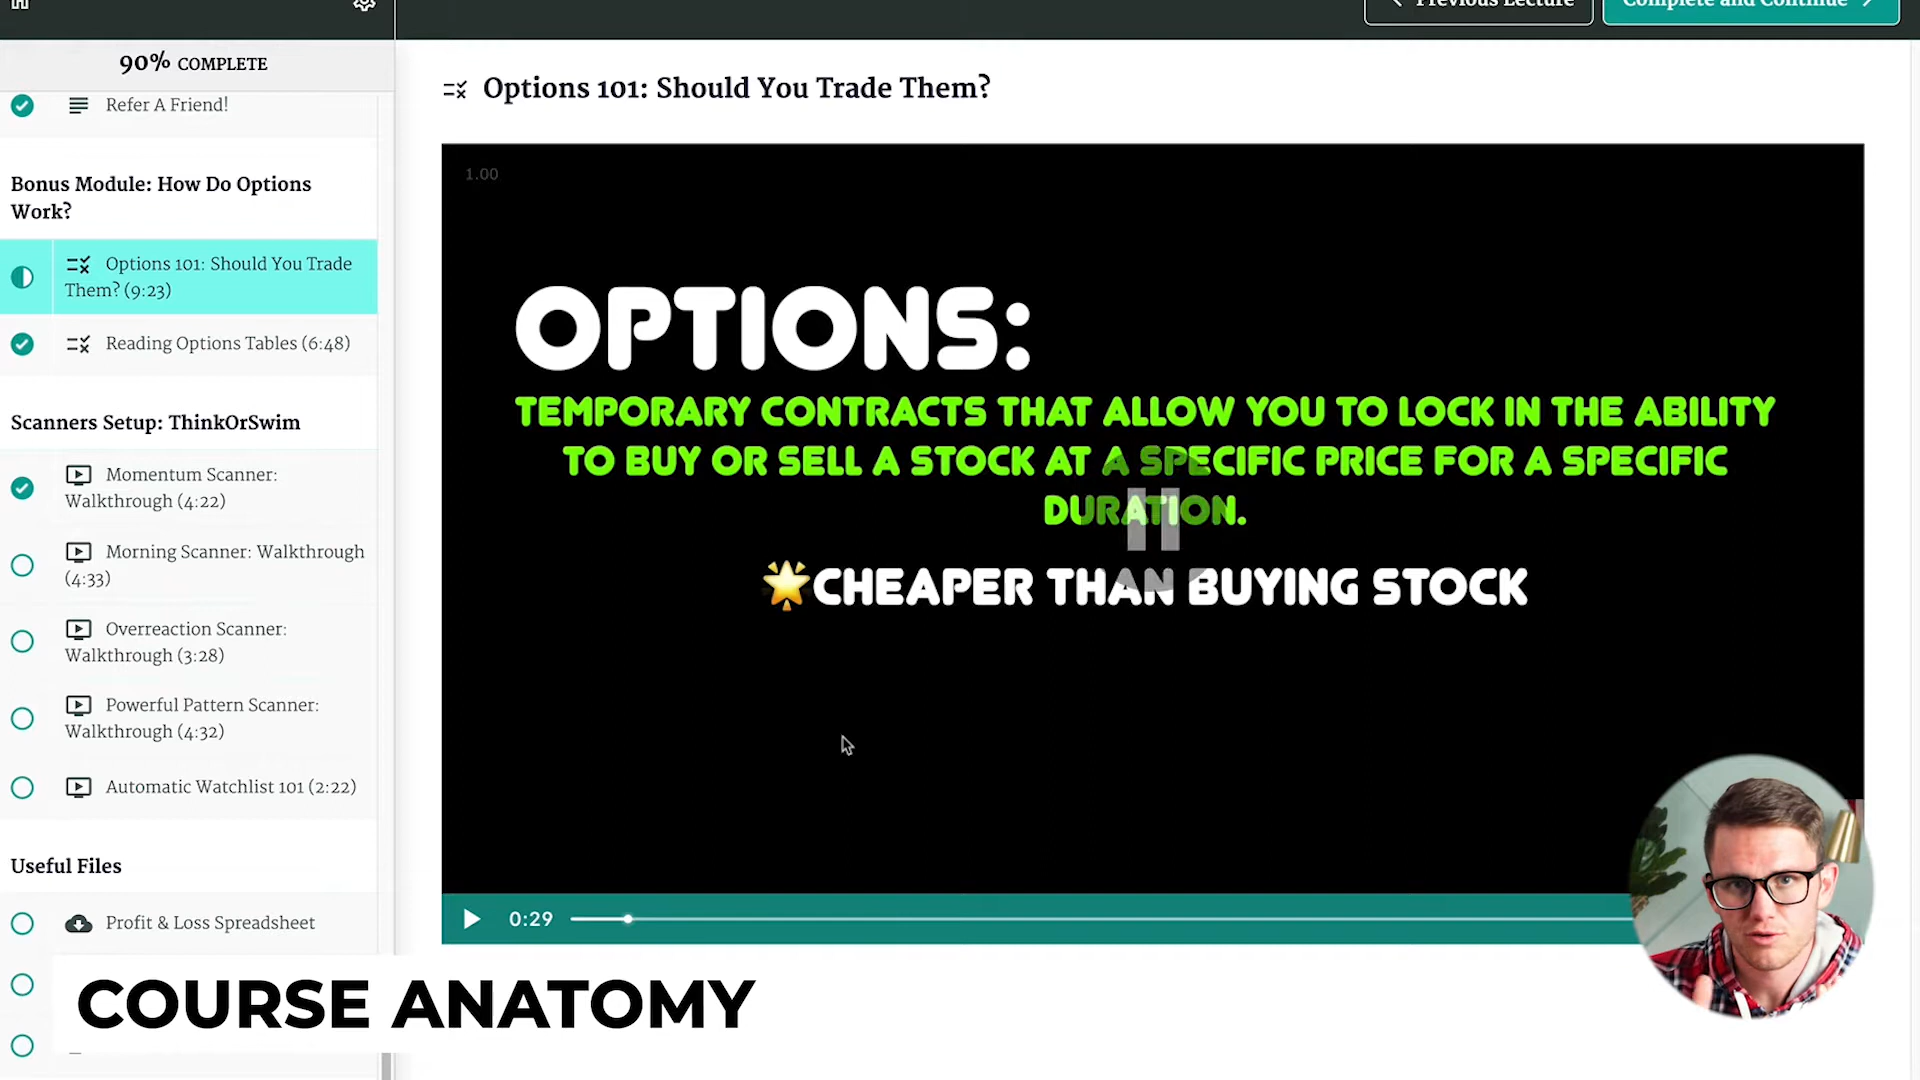 Previous Lecture
Complete and Continue
90% COMPLETE
Refer A Friend!
Bonus Module: How Do Options
Work?
Options 101: Should You Trade
Them? (9:23)
Reading Options Tables (6:48)
Scanners Setup: ThinkOrSwim
Momentum Scanner:
Walkthrough (4:22)
Morning Scanner: Walkthrough
(4:33)
Overreaction Scanner:
Walkthrough (3:28)
Powerful Pattern Scanner:
Walkthrough (4:32)
Automatic Watchlist 101 (2:22)
Useful Files
Profit & Loss Spreadsheet
Options 101: Should You Trade Them?
1.00
OPTIONS:
TEMPORARY CONTRACTS THAT ALLOW YOU TO LOCK IN THE ABILITY
TO BUY OR SELL A STOCK AT A SPECIFIC PRICE FOR A SPECIFIC
DURATION.
🌟CHEAPER THAN BUYING STOCK
0:29
COURSE ANATOMY